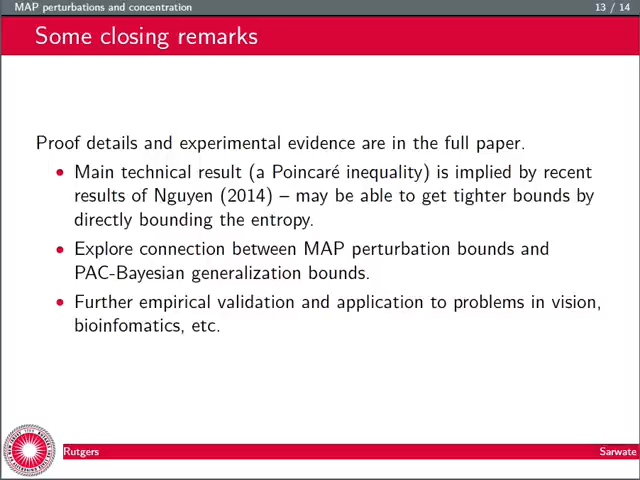 MAP perturbations and concentration 13 / 14
Some closing remarks
Proof details and experimental evidence are in the full paper.
• Main technical result (a Poincaré inequality) is implied by recent
results of Nguyen (2014) – may be able to get tighter bounds by
directly bounding the entropy.
• Explore connection between MAP perturbation bounds and
PAC-Bayesian generalization bounds.
• Further empirical validation and application to problems in vision,
bioinfomatics, etc.
Rutgers Sarwate